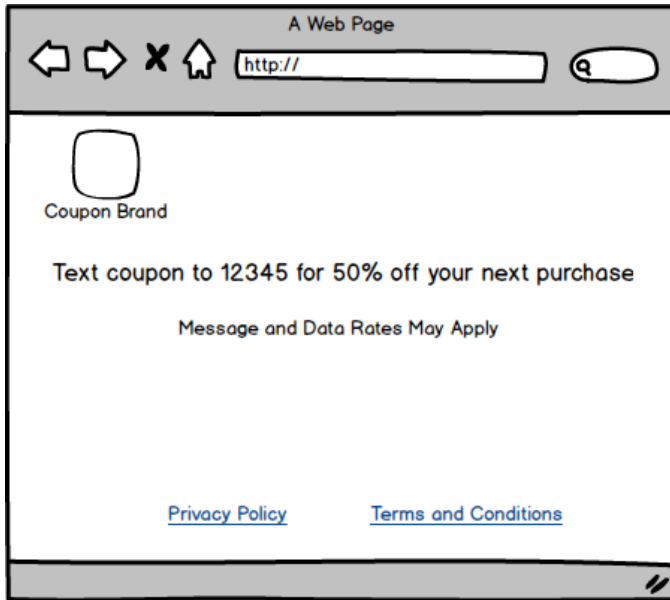 A Web Page
http://
Coupon Brand
Text coupon to 12345 for 50% off your next purchase
Message and Data Rates May Apply
Privacy Policy
Terms and Conditions